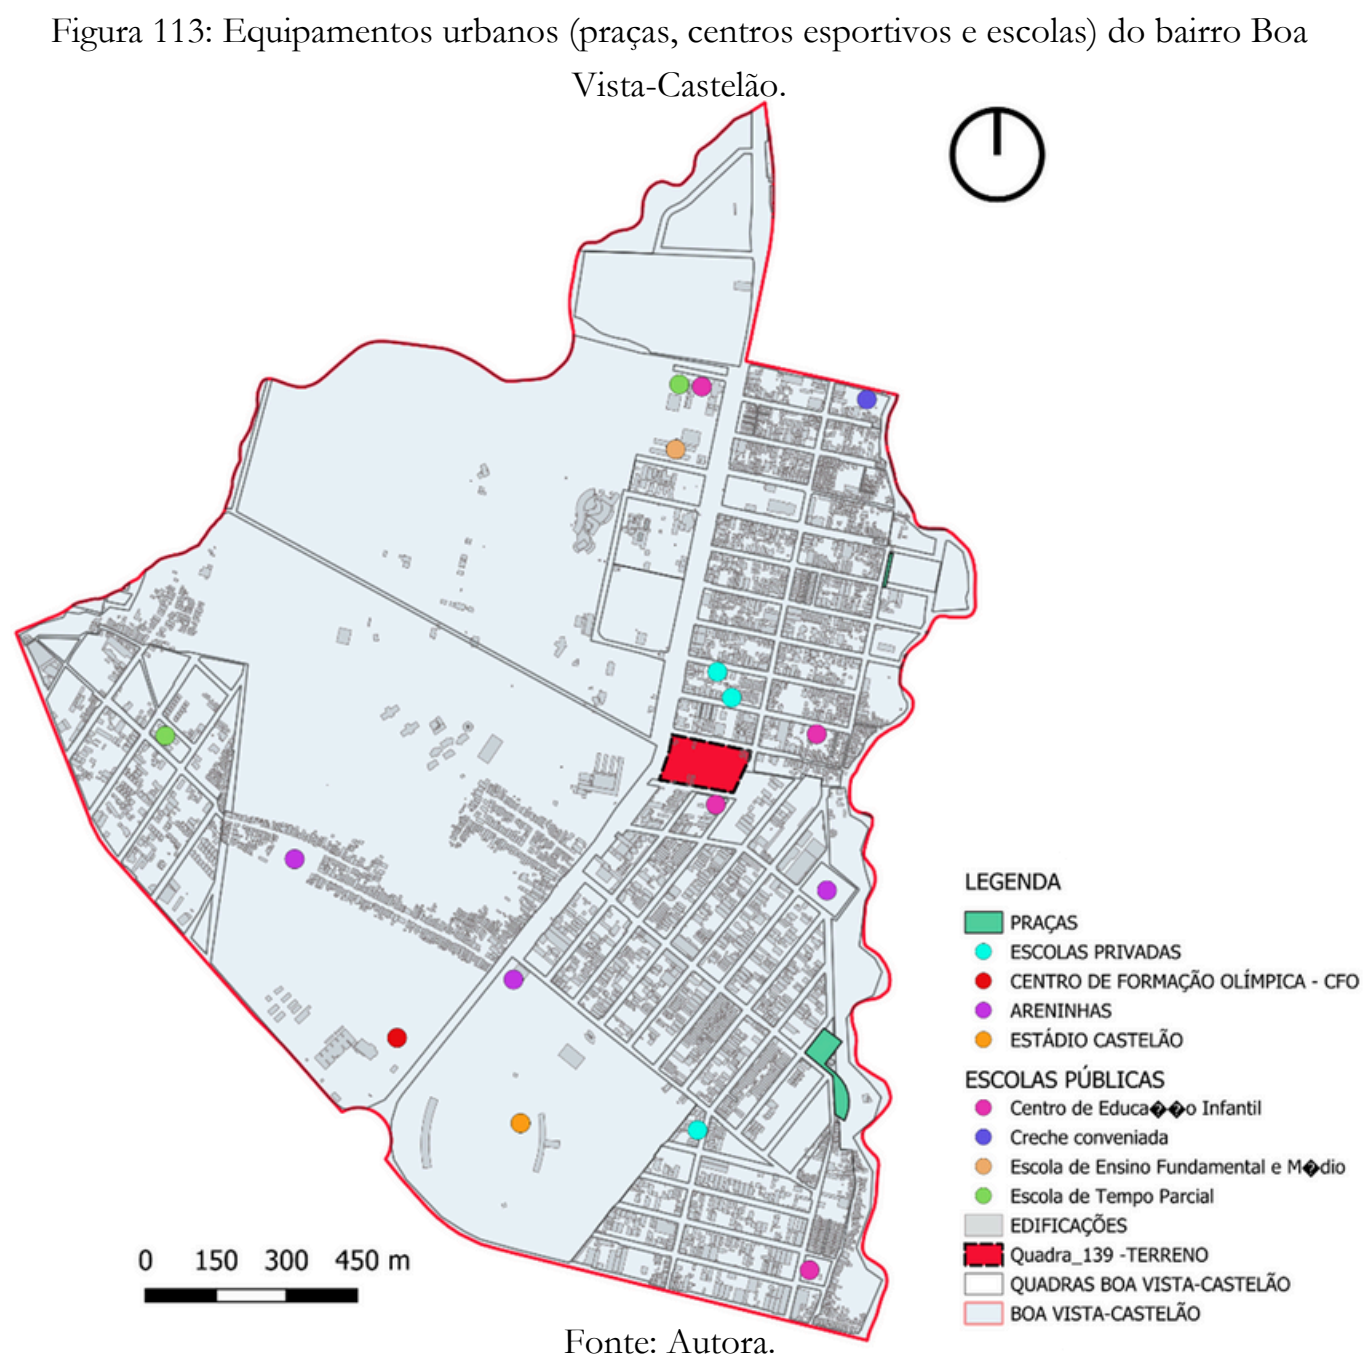 Figura 113: Equipamentos urbanos (praças, centros esportivos e escolas) do bairro Boa
Vista-Castelão.
LEGENDA
PRAÇAS
ESCOLAS PRIVADAS
CENTRO DE FORMAÇÃO OLÍMPICA - CFO
ARENINHAS
ESTÁDIO CASTELÃO
ESCOLAS PÚBLICAS
Centro de Educa��o Infantil
Creche conveniada
Escola de Ensino Fundamental e M�dio
Escola de Tempo Parcial
EDIFICAÇÕES
Quadra_139 -TERRENO
QUADRAS BOA VISTA-CASTELÃO
BOA VISTA-CASTELÃO
0 150 300 450 m
Fonte: Autora.